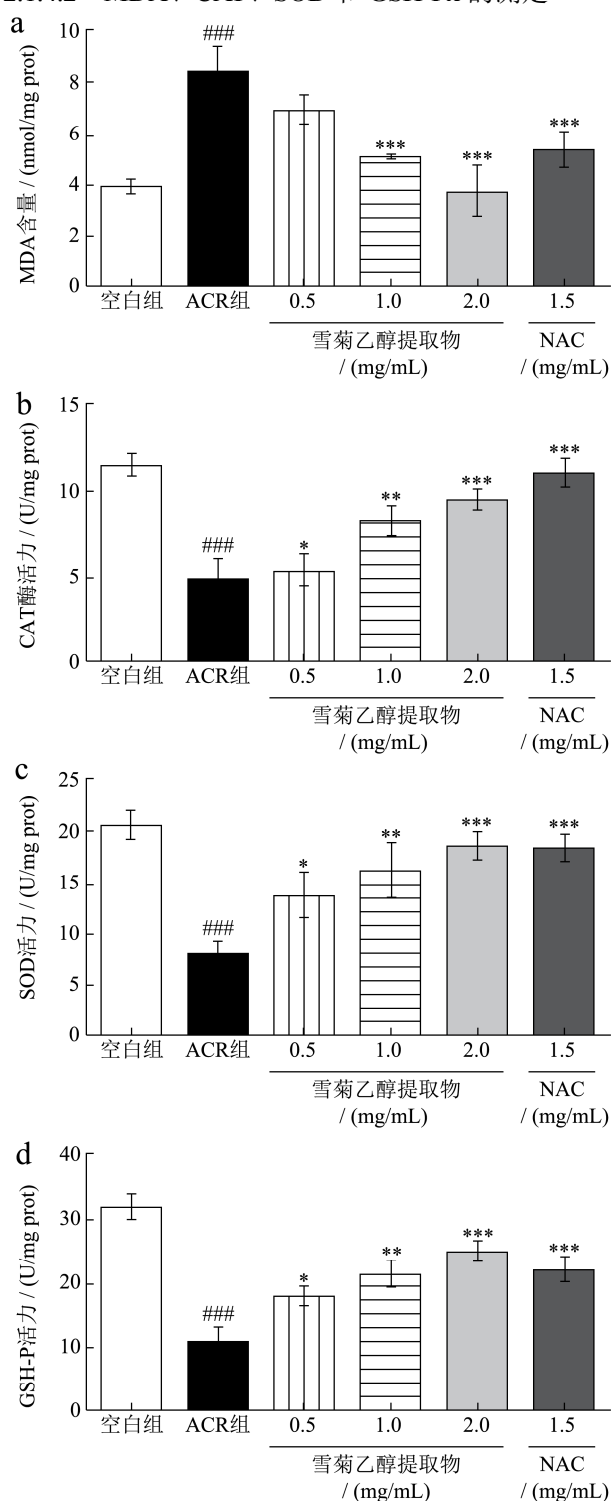 a
###
***
***
***
MDA含量 / (nmol/mg prot)
10
8
6
4
2
0
空白组 ACR组 0.5 1.0 2.0 1.5
雪菊乙醇提取物 NAC
/ (mg/mL) / (mg/mL)
b
###
*
**
***
***
CAT酶活力 / (U/mg prot)
15
10
5
0
空白组 ACR组 0.5 1.0 2.0 1.5
雪菊乙醇提取物 NAC
/ (mg/mL) / (mg/mL)
c
###
*
**
***
***
SOD活力 / (U/mg prot)
25
20
15
10
5
0
空白组 ACR组 0.5 1.0 2.0 1.5
雪菊乙醇提取物 NAC
/ (mg/mL) / (mg/mL)
d
###
*
**
***
***
GSH-P活力 / (U/mg prot)
40
30
20
10
0
空白组 ACR组 0.5 1.0 2.0 1.5
雪菊乙醇提取物 NAC
/ (mg/mL) / (mg/mL)